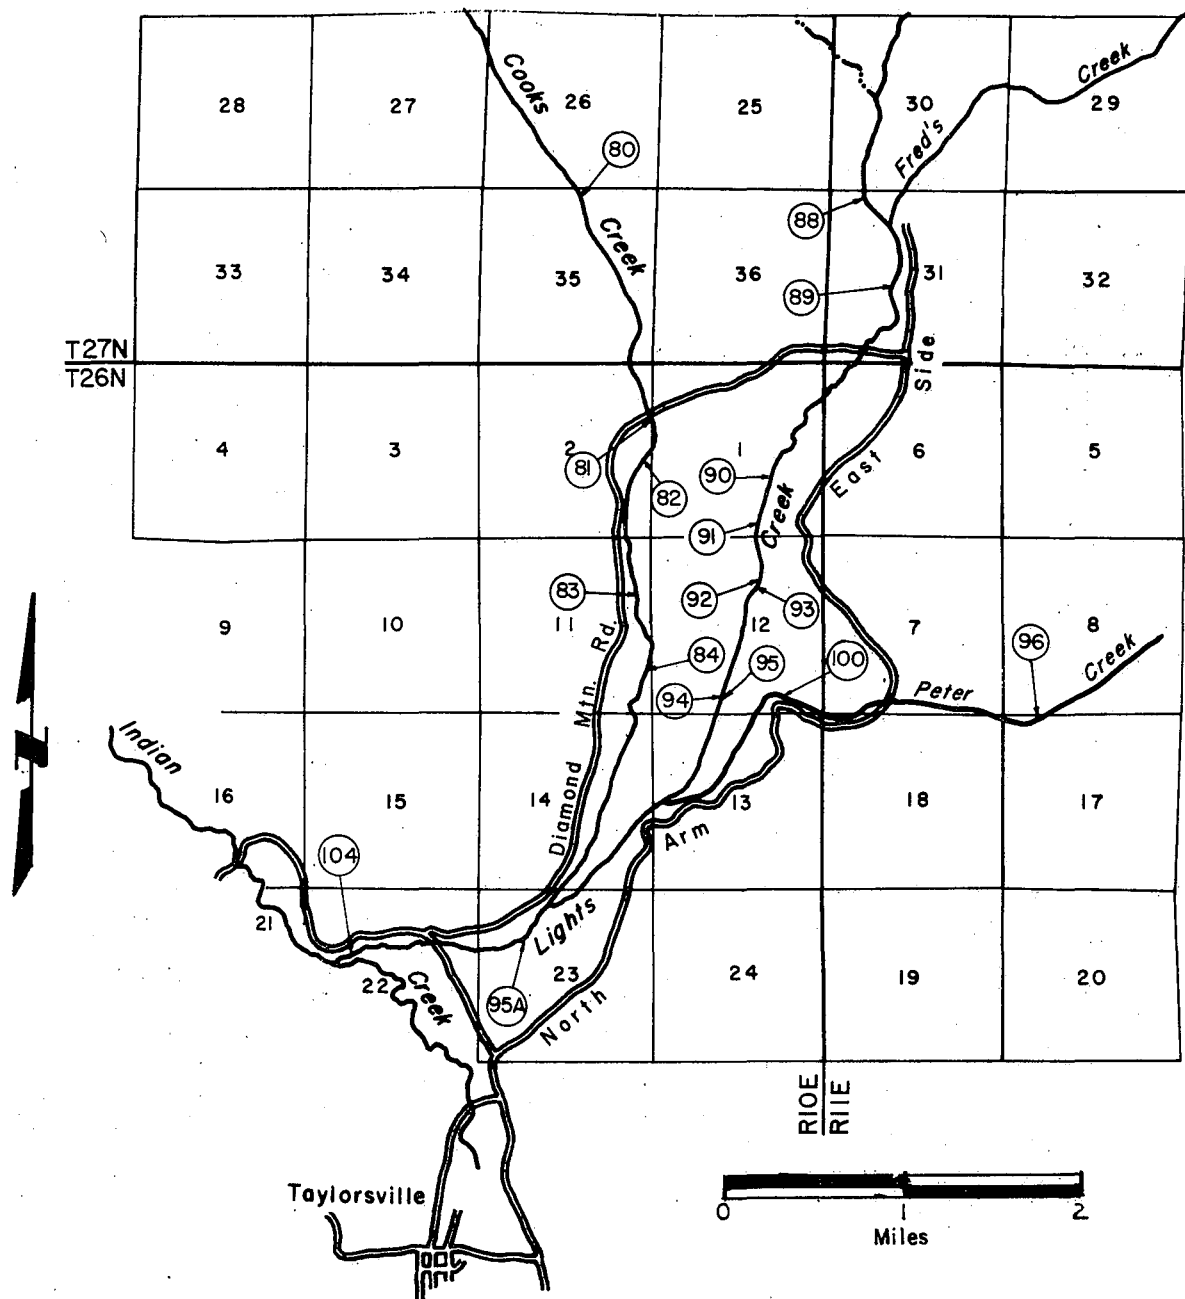 28
27
26
25
30
29
Cooks
Creek
Fred's
Creek
80
88
33
34
35
36
31
32
89
T27N
T26N
Side
4
3
2
1
6
5
81
82
90
East
91
Creek
83
92
93
9
10
11
12
7
8
Rd.
84
95
100
96
94
Peter
Creek
Mtn.
Indian
Diamond
16
15
14
13
18
17
Arm
104
21
22
Lights
23
24
19
20
Creek
95A
North
R10E
R11E
Taylorsville
0
1
2
Miles